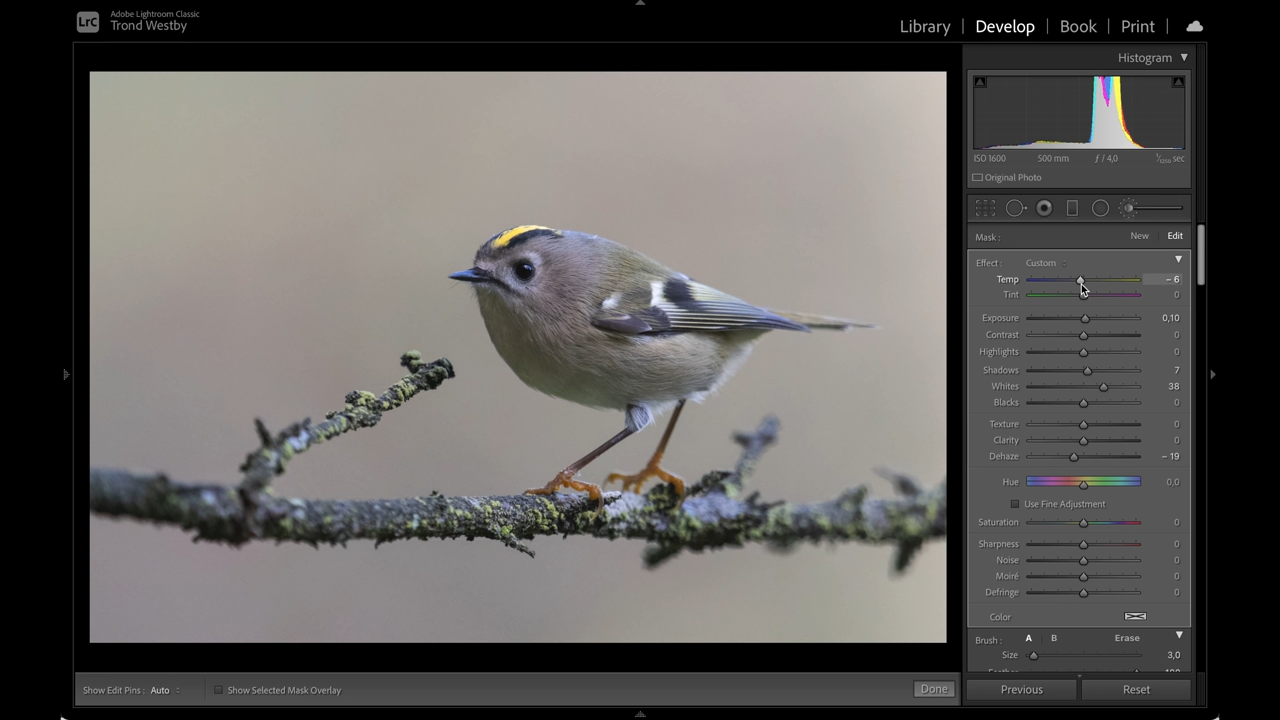 LrC
Adobe Lightroom Classic
Trond Westby
Library | Develop | Book | Print |
Histogram
ISO 1600 500 mm ƒ / 4,0 1/1250 sec
Original Photo
Mask : New Edit
Effect : Custom
Temp – 6
Tint 0
Exposure 0,10
Contrast 0
Highlights 0
Shadows 7
Whites 38
Blacks 0
Texture 0
Clarity 0
Dehaze – 19
Hue 0,0
Use Fine Adjustment
Saturation 0
Sharpness 0
Noise 0
Moiré 0
Defringe 0
Color
Brush : A B Erase
Size 3,0
Show Edit Pins : Auto Show Selected Mask Overlay Done
Previous Reset